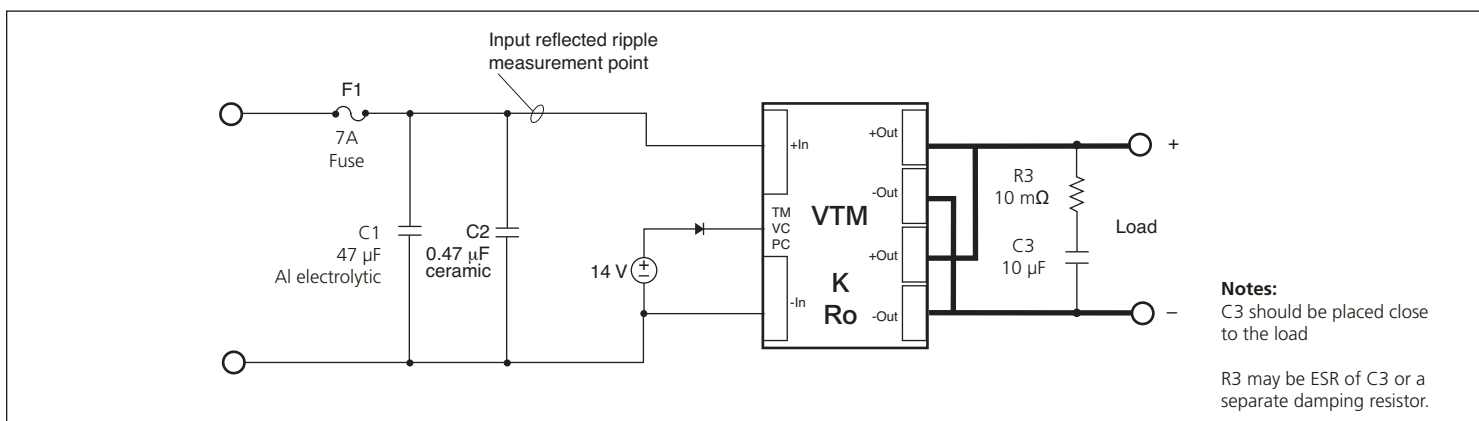 Input reflected ripple
measurement point
F1
7A
Fuse
C1
47 µF
Al electrolytic
C2
0.47 µF
ceramic
14 V
+
–
+In
TM
VC
PC
-In
VTM
K
Ro
+Out
-Out
+Out
-Out
+
R3
10 mΩ
C3
10 µF
Load
–
Notes:
C3 should be placed close
to the load
R3 may be ESR of C3 or a
separate damping resistor.